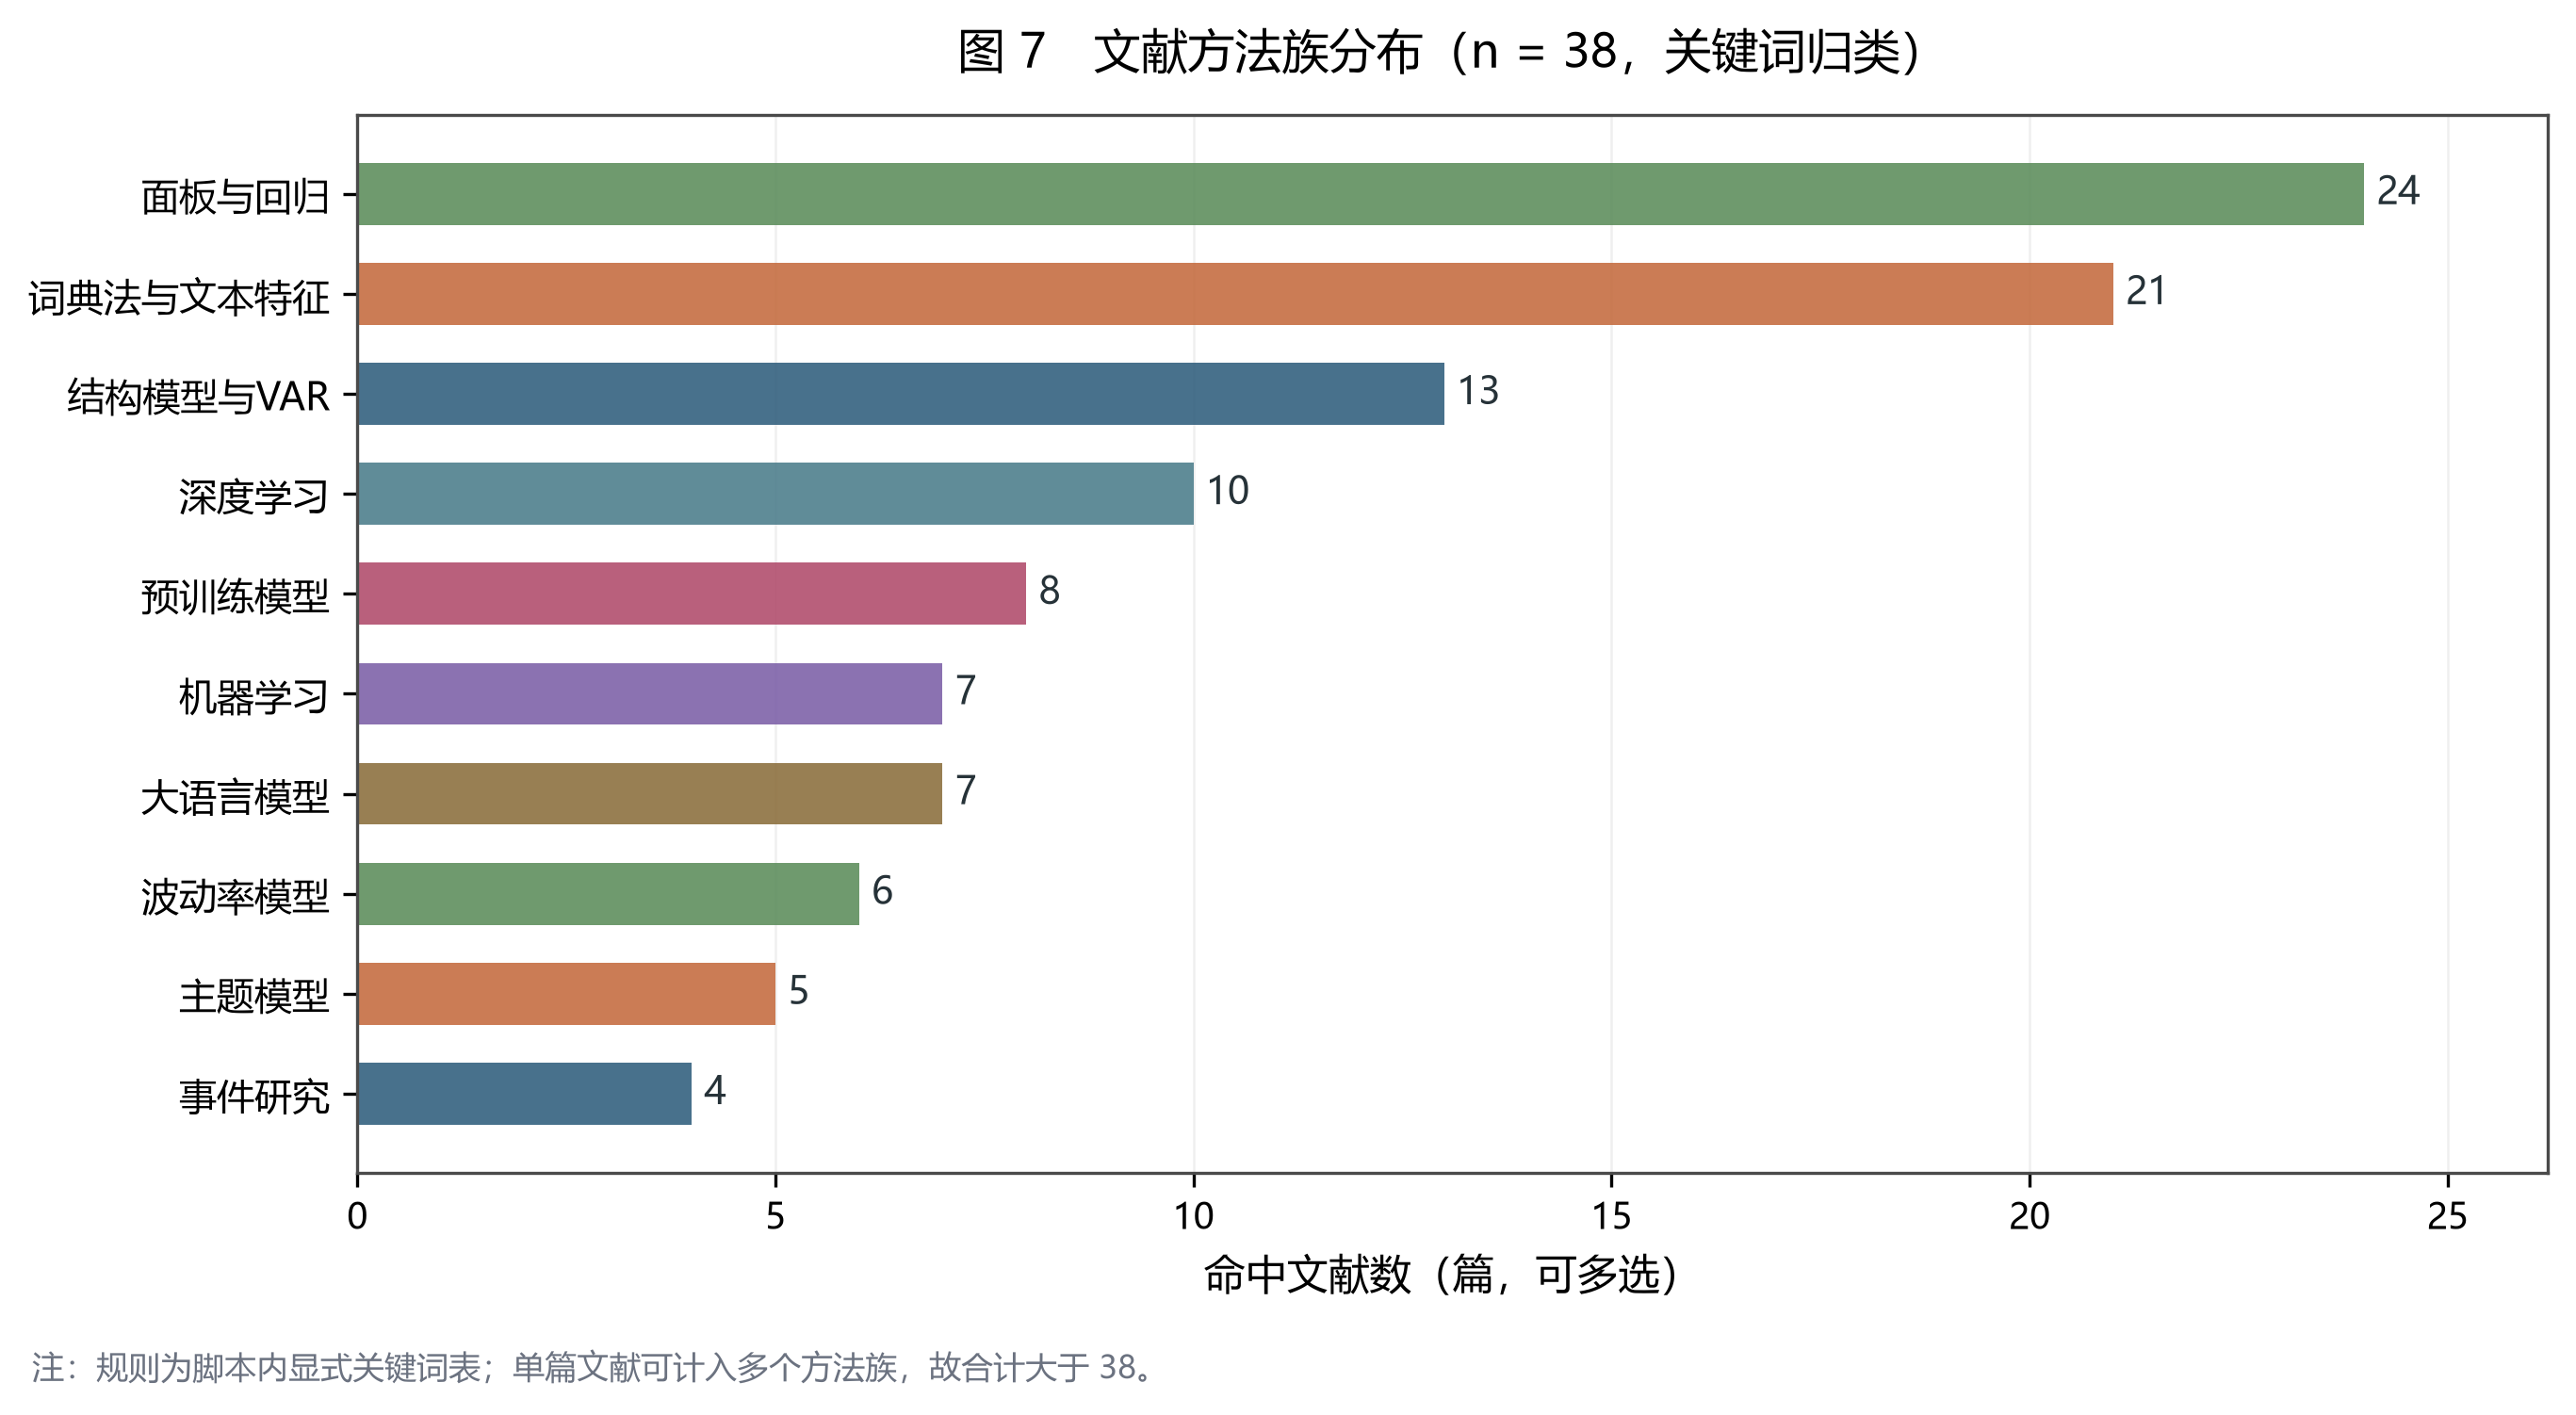 图 7　文献方法族分布（n = 38，关键词归类）
面板与回归 24
词典法与文本特征 21
结构模型与VAR 13
深度学习 10
预训练模型 8
机器学习 7
大语言模型 7
波动率模型 6
主题模型 5
事件研究 4
0 5 10 15 20 25
命中文献数（篇，可多选）
注：规则为脚本内显式关键词表；单篇文献可计入多个方法族，故合计大于 38。